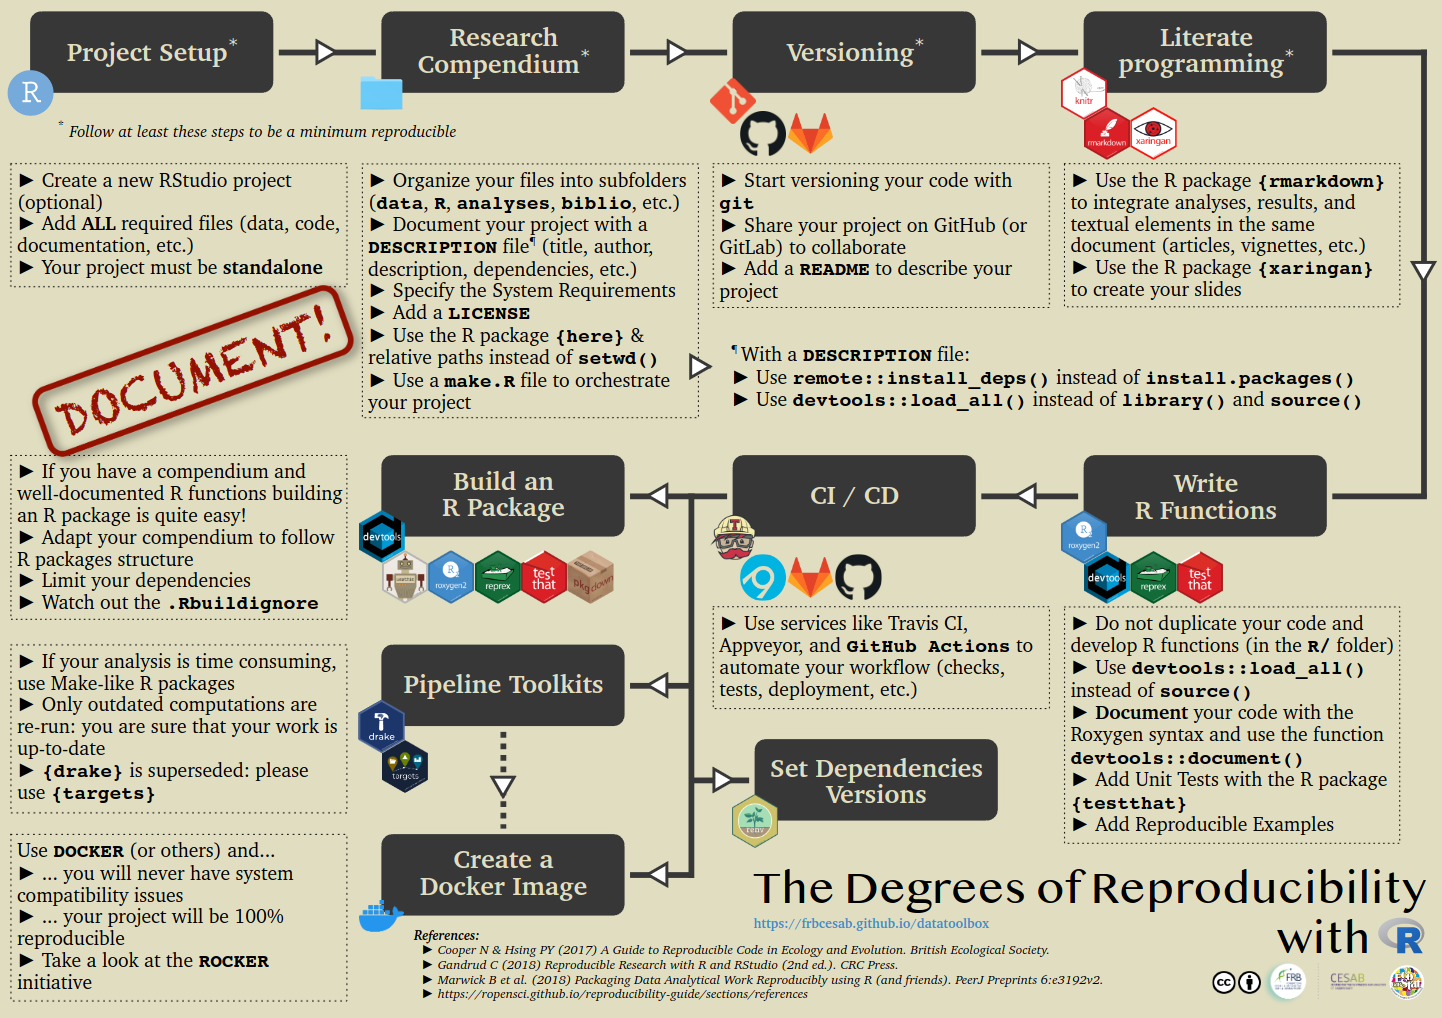 Project Setup*
Research
Compendium*
Versioning*
Literate
programming*
R
knitr
rmarkdown
xaringan
* Follow at least these steps to be a minimum reproducible
► Create a new RStudio project
(optional)
► Add ALL required files (data, code,
documentation, etc.)
► Your project must be standalone
► Organize your files into subfolders
(data, R, analyses, biblio, etc.)
► Document your project with a
DESCRIPTION file¶ (title, author,
description, dependencies, etc.)
► Specify the System Requirements
► Add a LICENSE
► Use the R package {here} &
relative paths instead of setwd()
► Use a make.R file to orchestrate
your project
► Start versioning your code with
git
► Share your project on GitHub (or
GitLab) to collaborate
► Add a README to describe your
project
► Use the R package {rmarkdown}
to integrate analyses, results, and
textual elements in the same
document (articles, vignettes, etc.)
► Use the R package {xaringan}
to create your slides
DOCUMENT!
¶ With a DESCRIPTION file:
► Use remote::install_deps() instead of install.packages()
► Use devtools::load_all() instead of library() and source()
► If you have a compendium and
well-documented R functions building
an R package is quite easy!
► Adapt your compendium to follow
R packages structure
► Limit your dependencies
► Watch out the .Rbuildignore
Build an
R Package
devtools
roxygen2
reprex
test
that
pkgdown
CI / CD
Write
R Functions
roxygen2
devtools
reprex
test
that
► Use services like Travis CI,
Appveyor, and GitHub Actions to
automate your workflow (checks,
tests, deployment, etc.)
► Do not duplicate your code and
develop R functions (in the R/ folder)
► Use devtools::load_all()
instead of source()
► Document your code with the
Roxygen syntax and use the function
devtools::document()
► Add Unit Tests with the R package
{testthat}
► Add Reproducible Examples
► If your analysis is time consuming,
use Make-like R packages
► Only outdated computations are
re-run: you are sure that your work is
up-to-date
► {drake} is superseded: please
use {targets}
Pipeline Toolkits
drake
targets
Set Dependencies
Versions
renv
Use DOCKER (or others) and...
► ... you will never have system
compatibility issues
► ... your project will be 100%
reproducible
► Take a look at the ROCKER
initiative
Create a
Docker Image
The Degrees of Reproducibility
with R
https://frbcesab.github.io/datatoolbox
References:
► Cooper N & Hsing PY (2017) A Guide to Reproducible Code in Ecology and Evolution. British Ecological Society.
► Gandrud C (2018) Reproducible Research with R and RStudio (2nd ed.). CRC Press.
► Marwick B et al. (2018) Packaging Data Analytical Work Reproducibly using R (and friends). PeerJ Preprints 6:e3192v2.
► https://ropensci.github.io/reproducibility-guide/sections/references
cc
FRB
CESAB